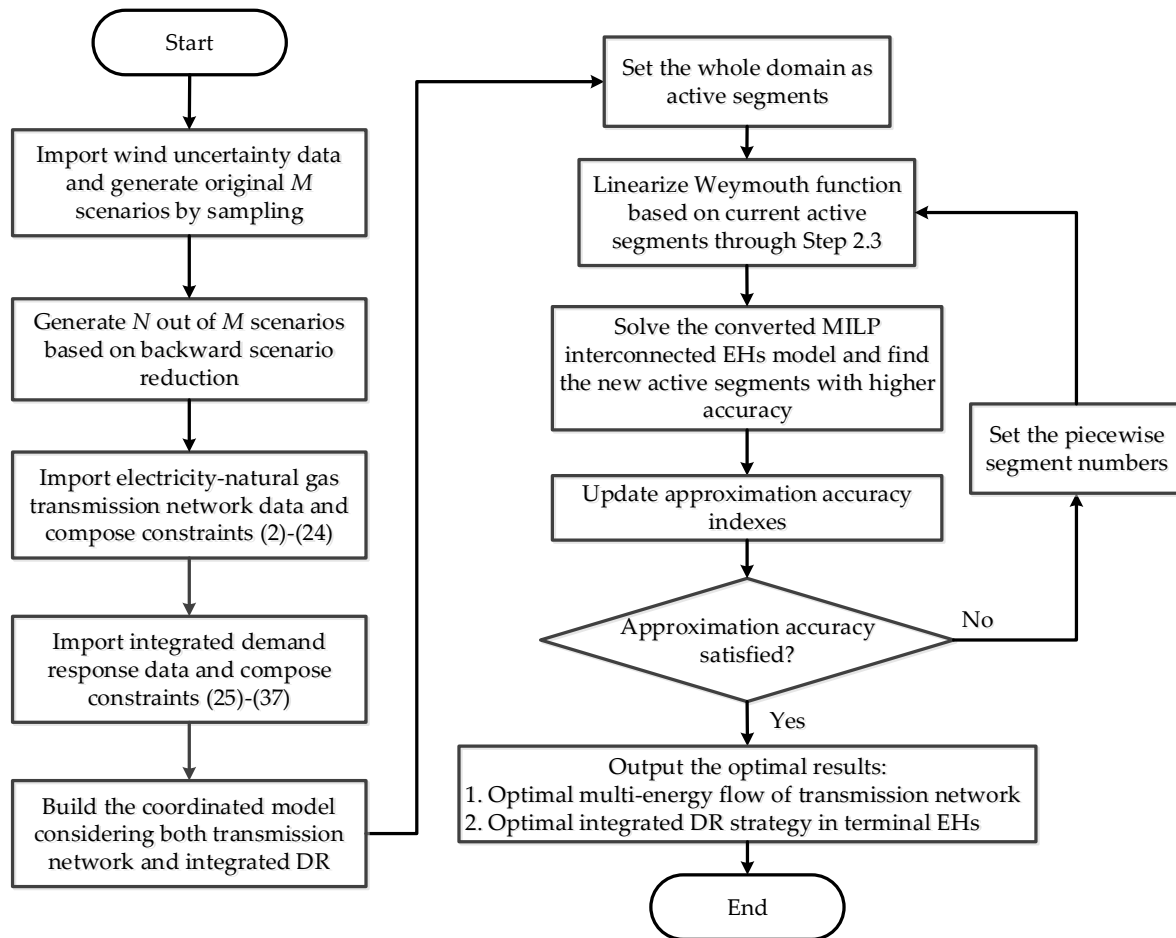 Start
Import wind uncertainty data
and generate original M
scenarios by sampling
Generate N out of M scenarios
based on backward scenario
reduction
Import electricity-natural gas
transmission network data and
compose constraints (2)-(24)
Import integrated demand
response data and compose
constraints (25)-(37)
Build the coordinated model
considering both transmission
network and integrated DR
Set the whole domain as
active segments
Linearize Weymouth function
based on current active
segments through Step 2.3
Solve the converted MILP
interconnected EHs model and find
the new active segments with higher
accuracy
Update approximation accuracy
indexes
Approximation accuracy
satisfied?
No
Set the piecewise
segment numbers
Yes
Output the optimal results:
1. Optimal multi-energy flow of transmission network
2. Optimal integrated DR strategy in terminal EHs
End